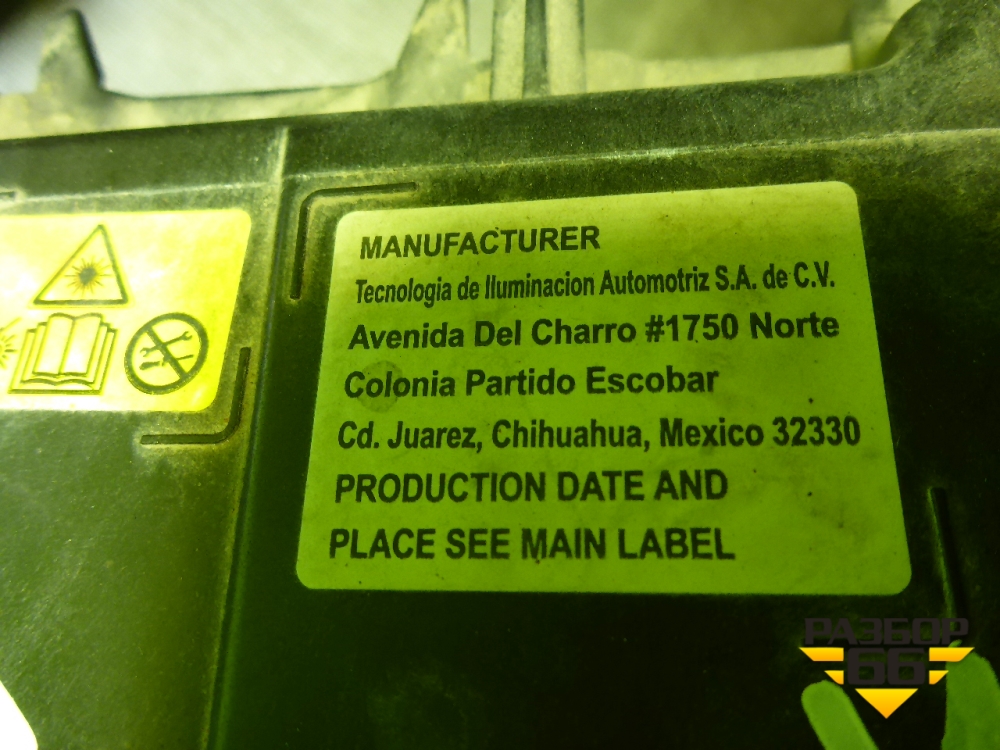 MANUFACTURER
Tecnologia de Iluminacion Automotriz S.A. de C.V.
Avenida Del Charro #1750 Norte
Colonia Partido Escobar
Cd. Juarez, Chihuahua, Mexico 32330
PRODUCTION DATE AND
PLACE SEE MAIN LABEL
РАЗБОР
66